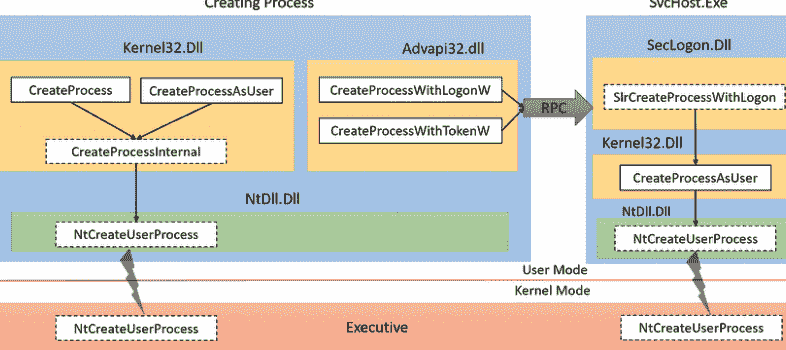 Creating Process
SvcHost.Exe
Kernel32.Dll
Advapi32.dll
SecLogon.Dll
CreateProcess
CreateProcessAsUser
CreateProcessWithLogonW
RPC
SlrCreateProcessWithLogon
CreateProcessWithTokenW
CreateProcessInternal
Kernel32.Dll
CreateProcessAsUser
NtDll.Dll
NtDll.Dll
NtCreateUserProcess
NtCreateUserProcess
User Mode
Kernel Mode
NtCreateUserProcess
Executive
NtCreateUserProcess